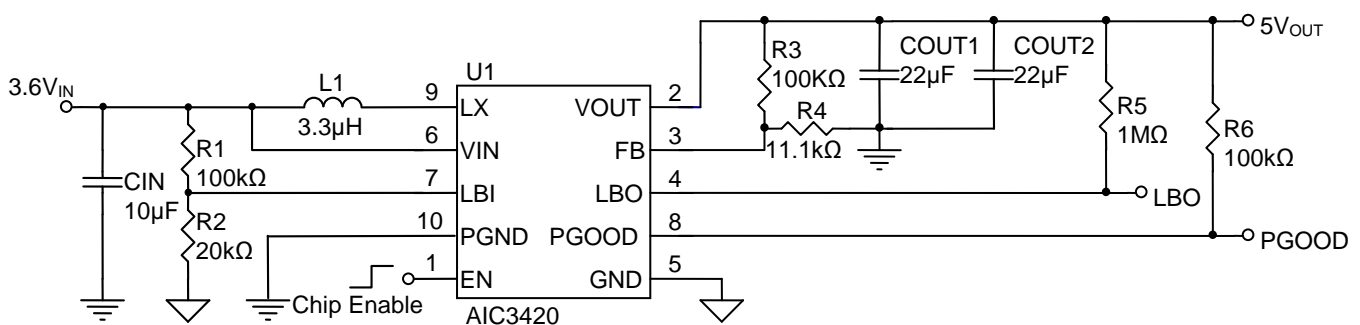 5VOUT
COUT1
COUT2
22μF
22μF
R3
100KΩ
R4
11.1kΩ
R5
1MΩ
R6
100kΩ
3.6VIN
L1
3.3μH
U1
9
LX
VOUT
2
6
VIN
FB
3
R1
100kΩ
7
LBI
LBO
4
LBO
CIN
10μF
R2
20kΩ
10
PGND
PGOOD
8
PGOOD
1
EN
GND
5
Chip Enable
AIC3420